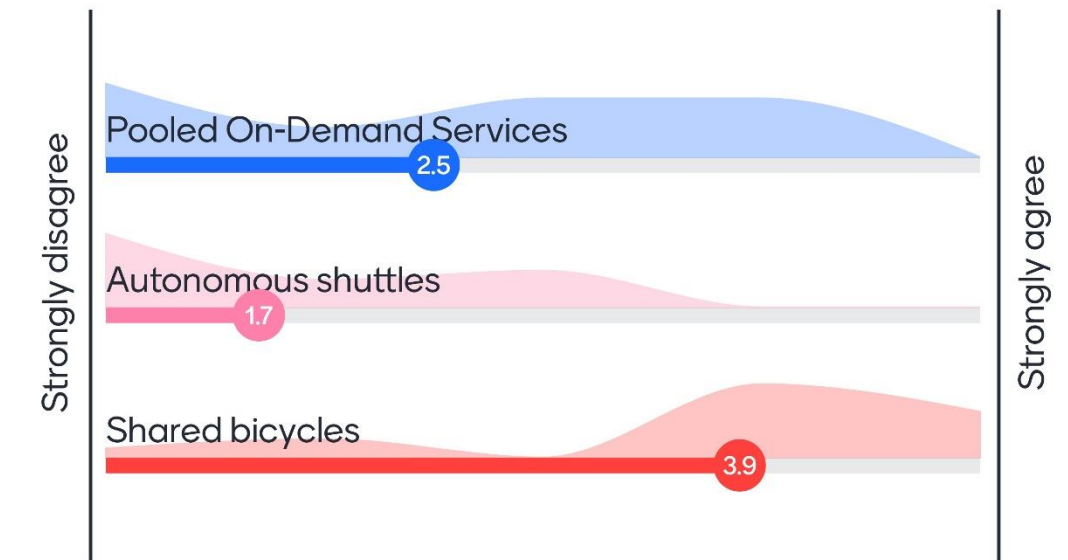 Strongly disagree
Pooled On-Demand Services
2.5
Autonomous shuttles
1.7
Shared bicycles
3.9
Strongly agree